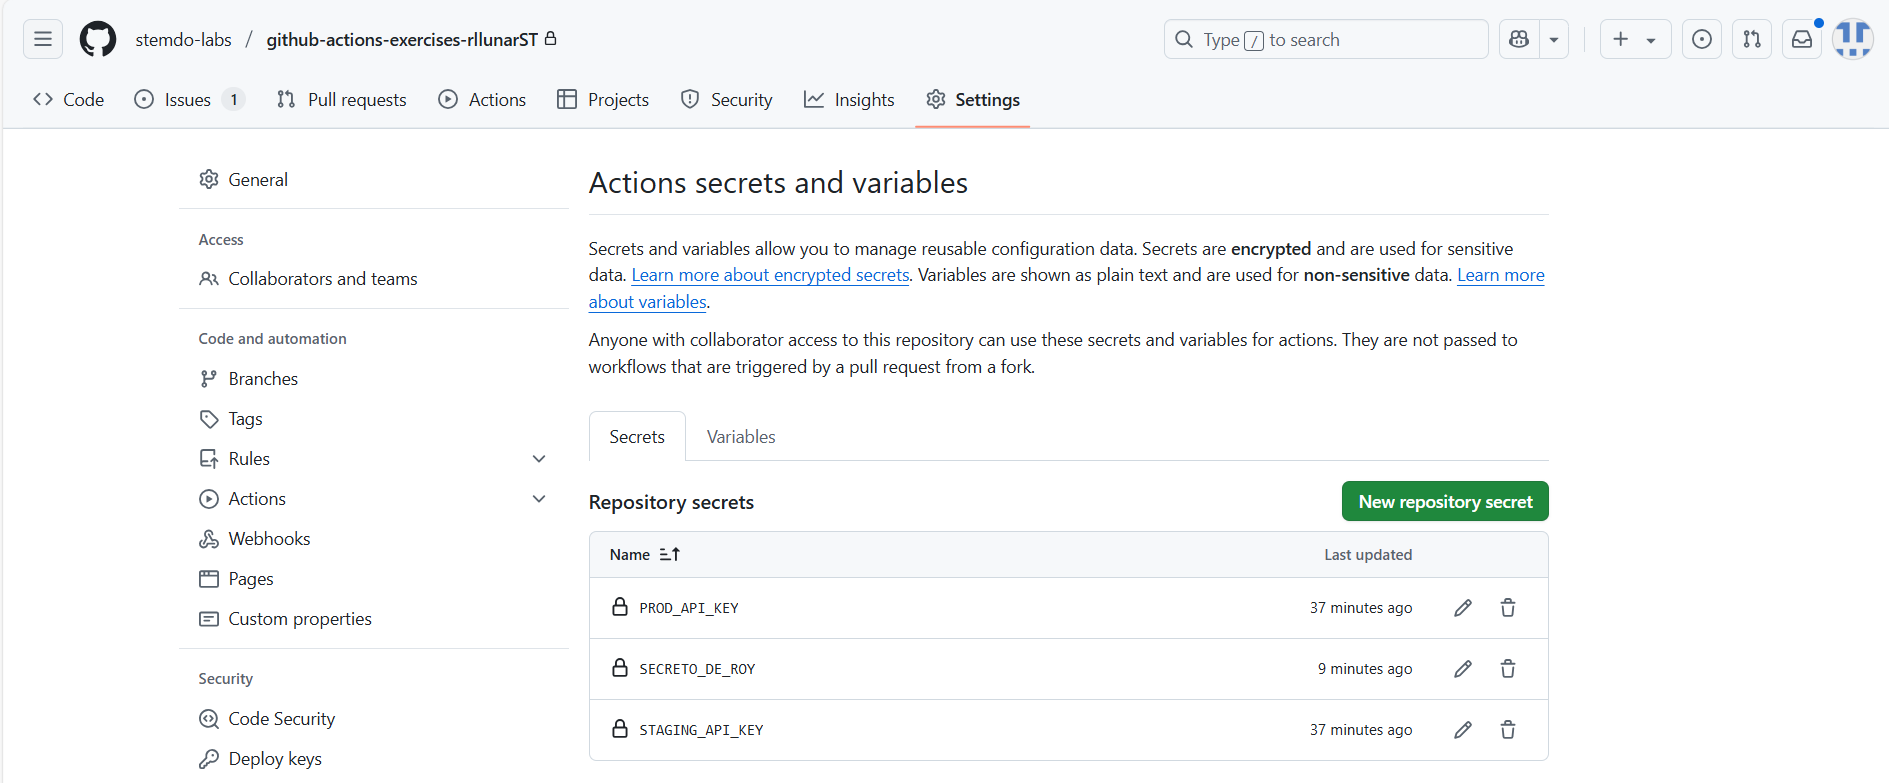 stemdo-labs / github-actions-exercises-rllunarST
Type / to search
Code
Issues 1
Pull requests
Actions
Projects
Security
Insights
Settings
General
Access
Collaborators and teams
Code and automation
Branches
Tags
Rules
Actions
Webhooks
Pages
Custom properties
Security
Code Security
Deploy keys
Actions secrets and variables
Secrets and variables allow you to manage reusable configuration data. Secrets are encrypted and are used for sensitive
data. Learn more about encrypted secrets. Variables are shown as plain text and are used for non-sensitive data. Learn more
about variables.
Anyone with collaborator access to this repository can use these secrets and variables for actions. They are not passed to
workflows that are triggered by a pull request from a fork.
Secrets
Variables
Repository secrets
New repository secret
Name
Last updated
PROD_API_KEY
37 minutes ago
SECRETO_DE_ROY
9 minutes ago
STAGING_API_KEY
37 minutes ago